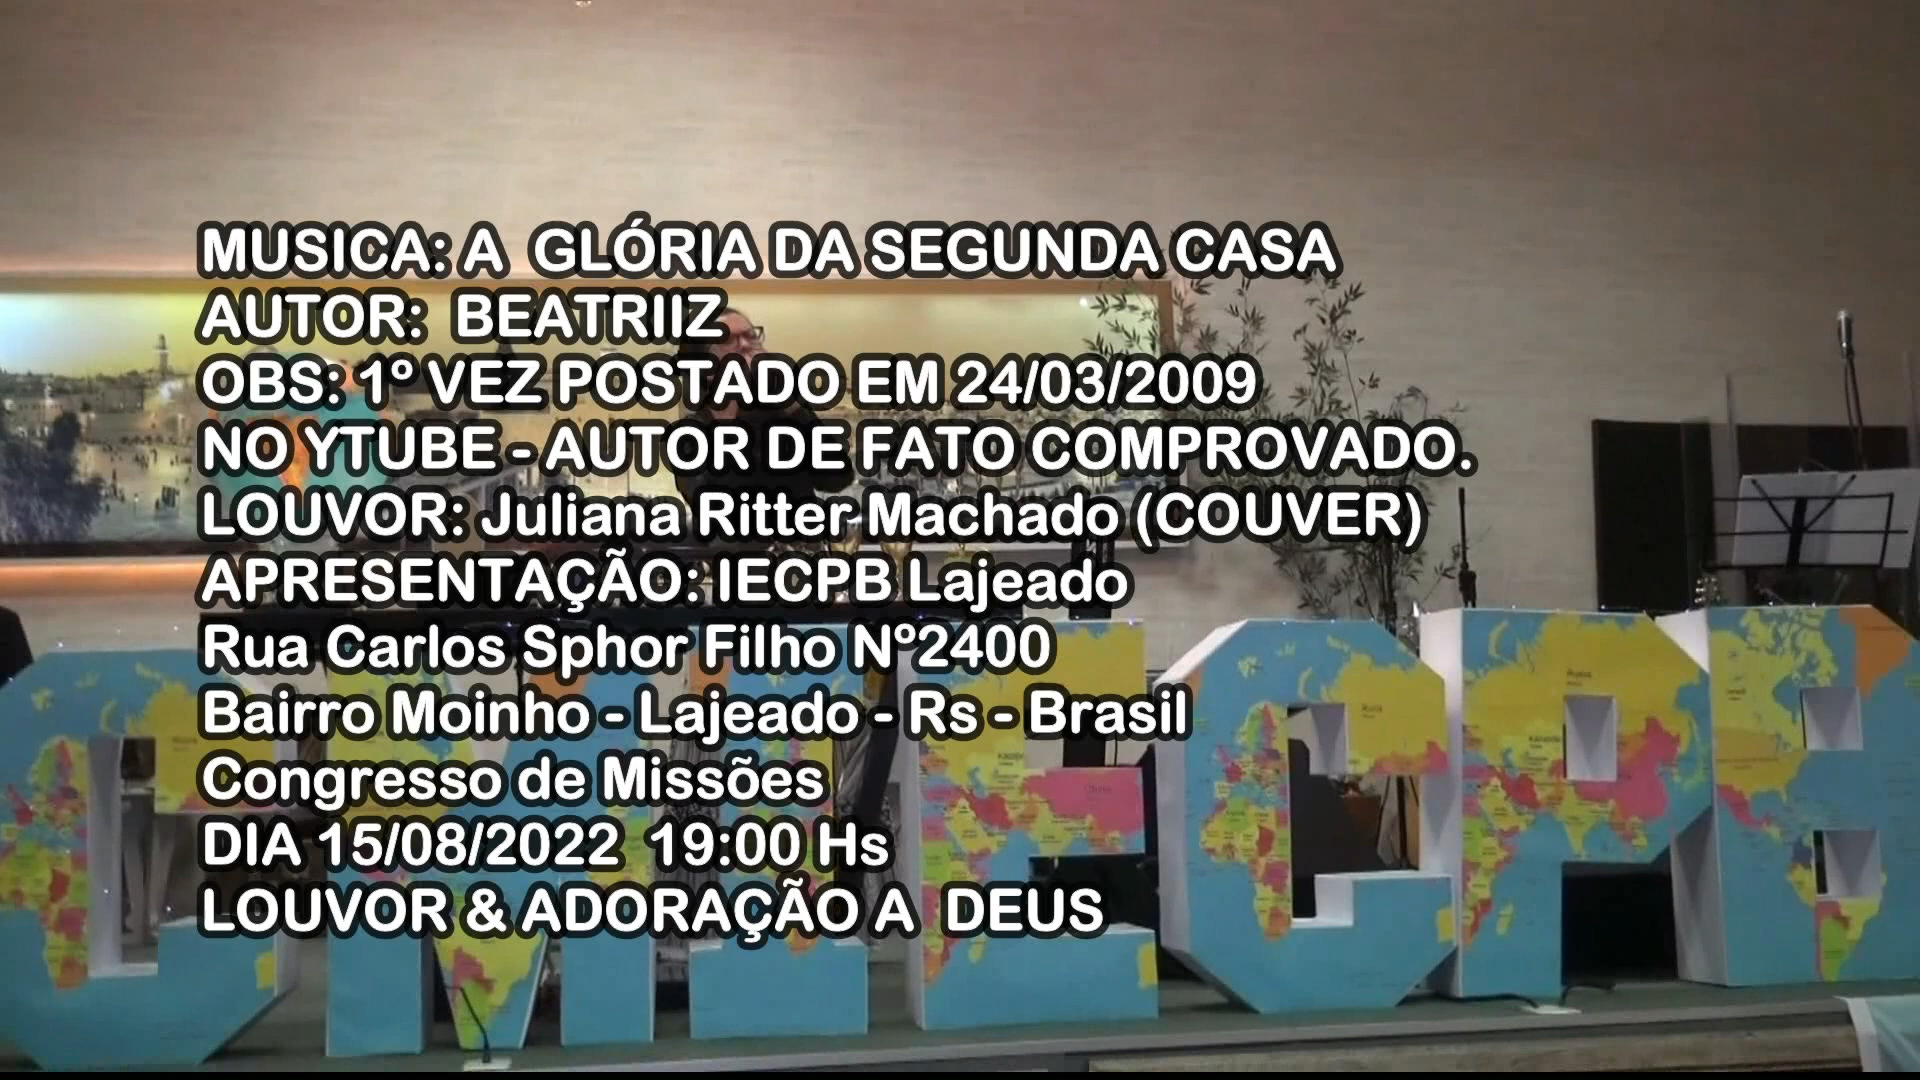 MUSICA: A GLÓRIA DA SEGUNDA CASA
AUTOR: BEATRIIZ
OBS: 1º VEZ POSTADO EM 24/03/2009
NO YTUBE - AUTOR DE FATO COMPROVADO.
LOUVOR: Juliana Ritter Machado (COUVER)
APRESENTAÇÃO: IECPB Lajeado
Rua Carlos Sphor Filho Nº2400
Bairro Moinho - Lajeado - Rs - Brasil
Congresso de Missões
DIA 15/08/2022 19:00 Hs
LOUVOR & ADORAÇÃO A DEUS
CMIECPB